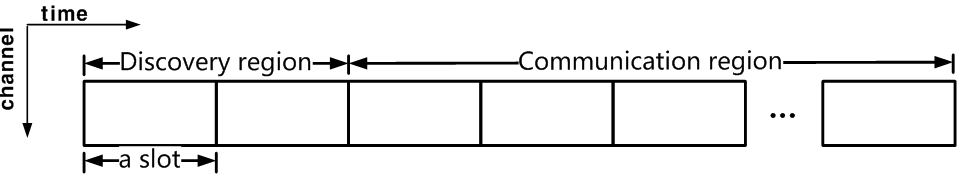 time
channel
Discovery region
Communication region
...
a slot